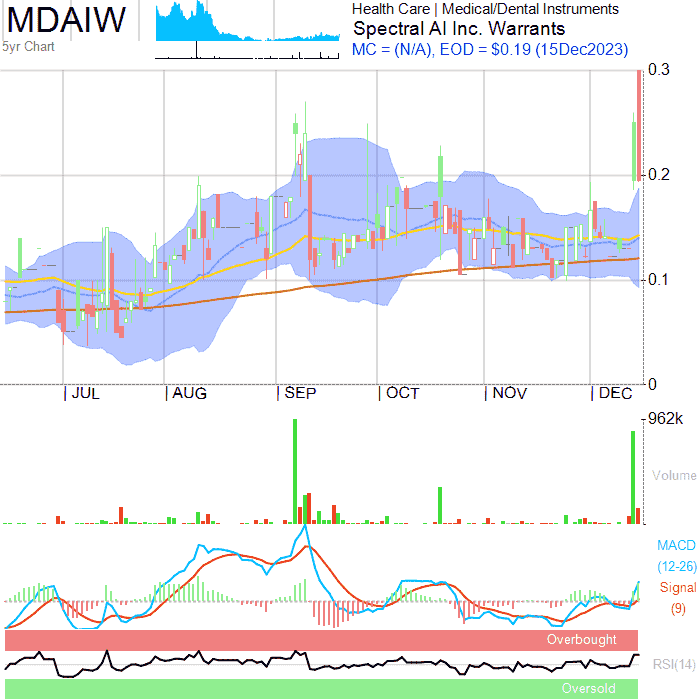 MDAIW
5yr Chart
Health Care | Medical/Dental Instruments
Spectral AI Inc. Warrants
MC = (N/A), EOD = $0.19 (15Dec2023)
0.3
0.2
0.1
0
JUL AUG SEP OCT NOV DEC
962k
Volume
MACD
(12-26)
Signal
(9)
Overbought
RSI(14)
Oversold